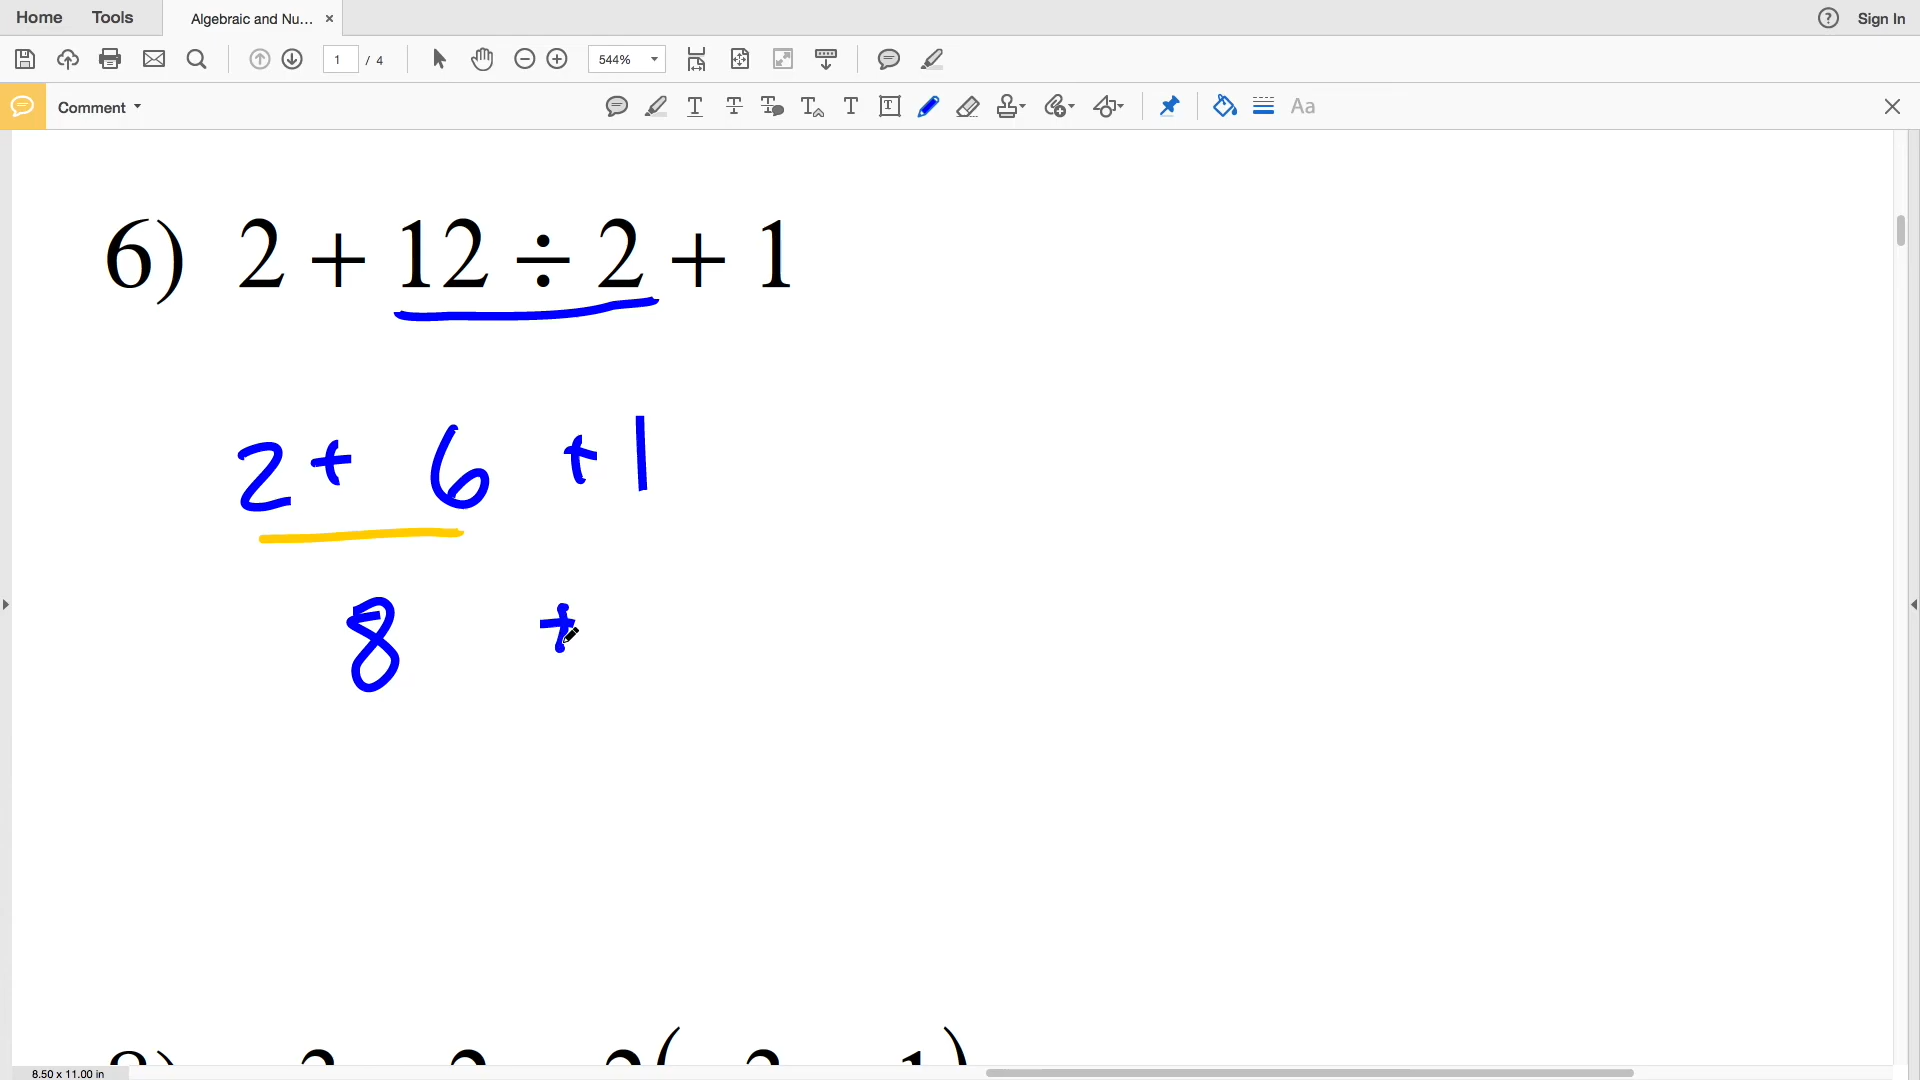 Home Tools Algebraic and Nu... × ? Sign In
1 / 4 544%
Comment T T T T T T Aa
6) 2 + 12 ÷ 2 + 1
2 + 6 + 1
8 +
8.50 x 11.00 in